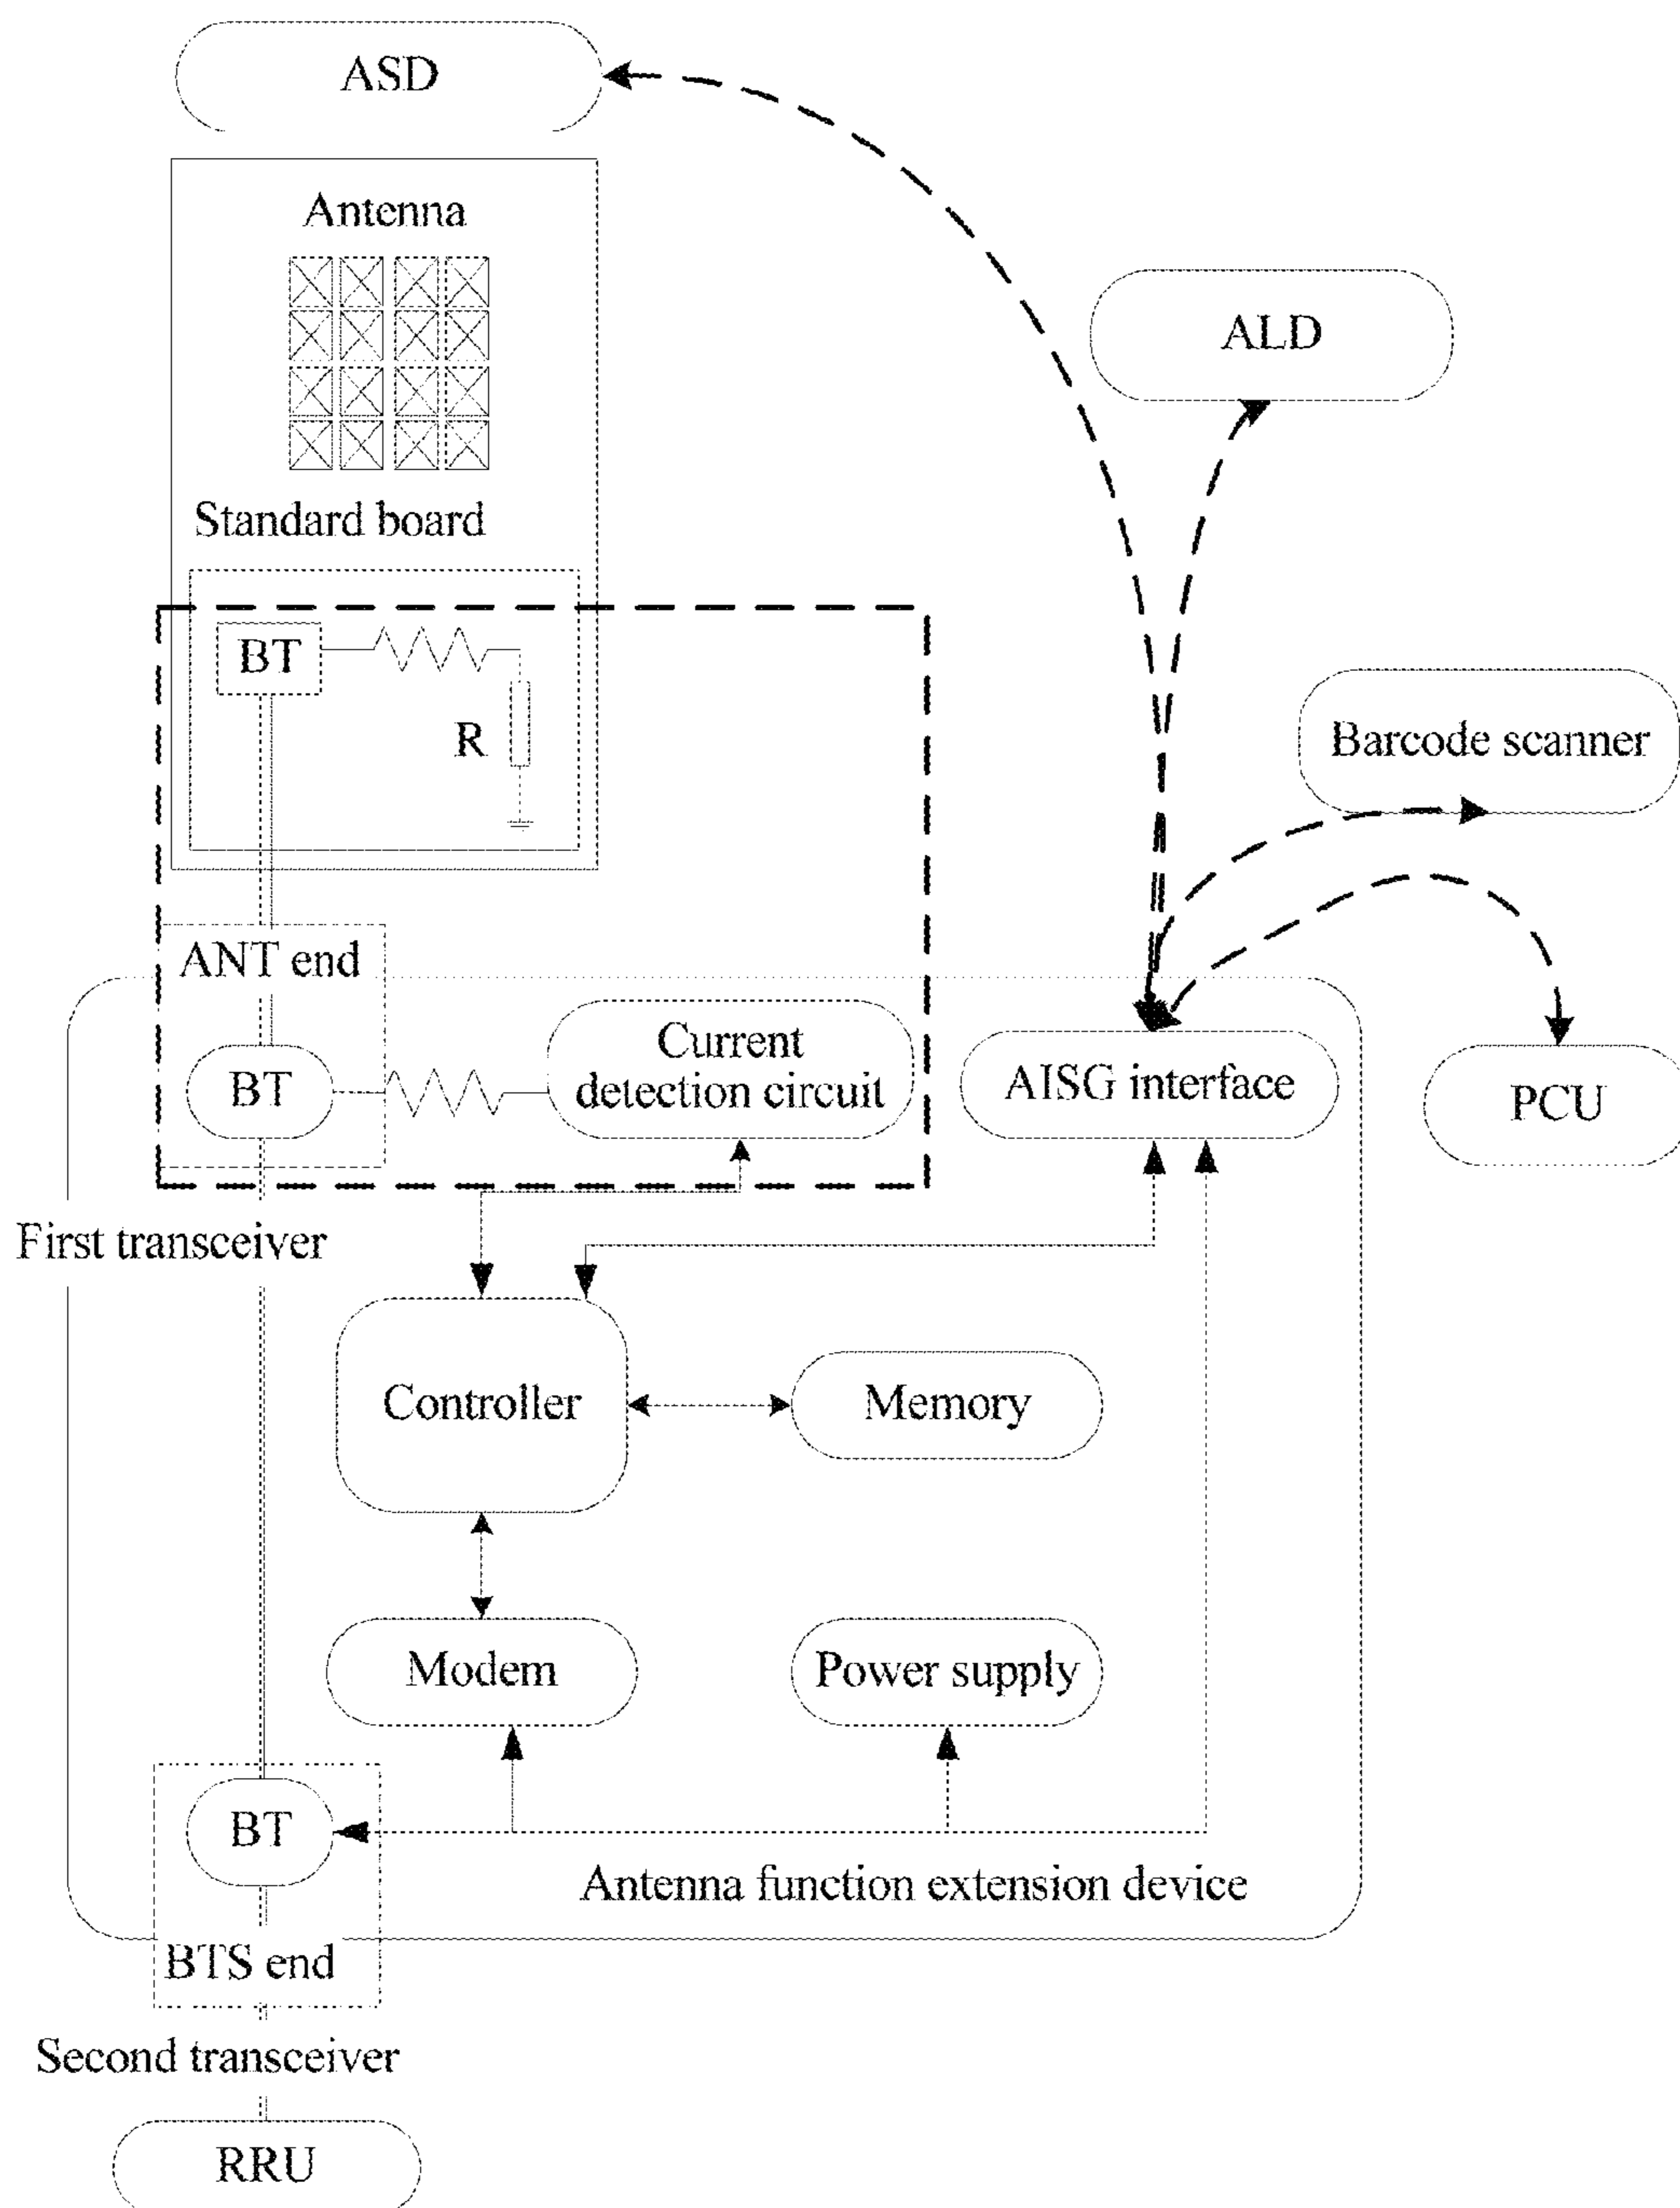 ASD
Antenna
ALD
Standard board
BT
R
Barcode scanner
ANT end
Current
detection circuit
AISG interface
BT
PCU
First transceiver
Controller
Memory
Modem
Power supply
BT
Antenna function extension device
BTS end
Second transceiver
RRU